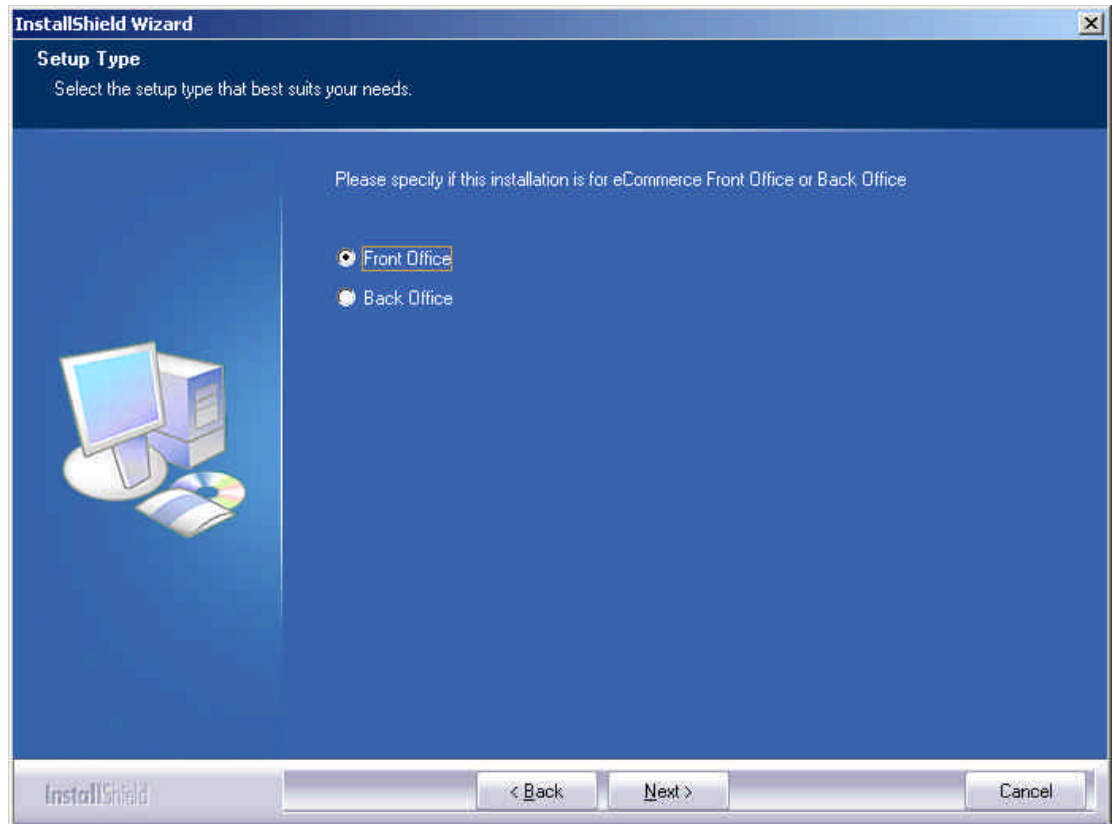 InstallShield Wizard
Setup Type
Select the setup type that best suits your needs.
Please specify if this installation is for eCommerce Front Office or Back Office
Front Office
Back Office
InstallShield
< Back
Next >
Cancel